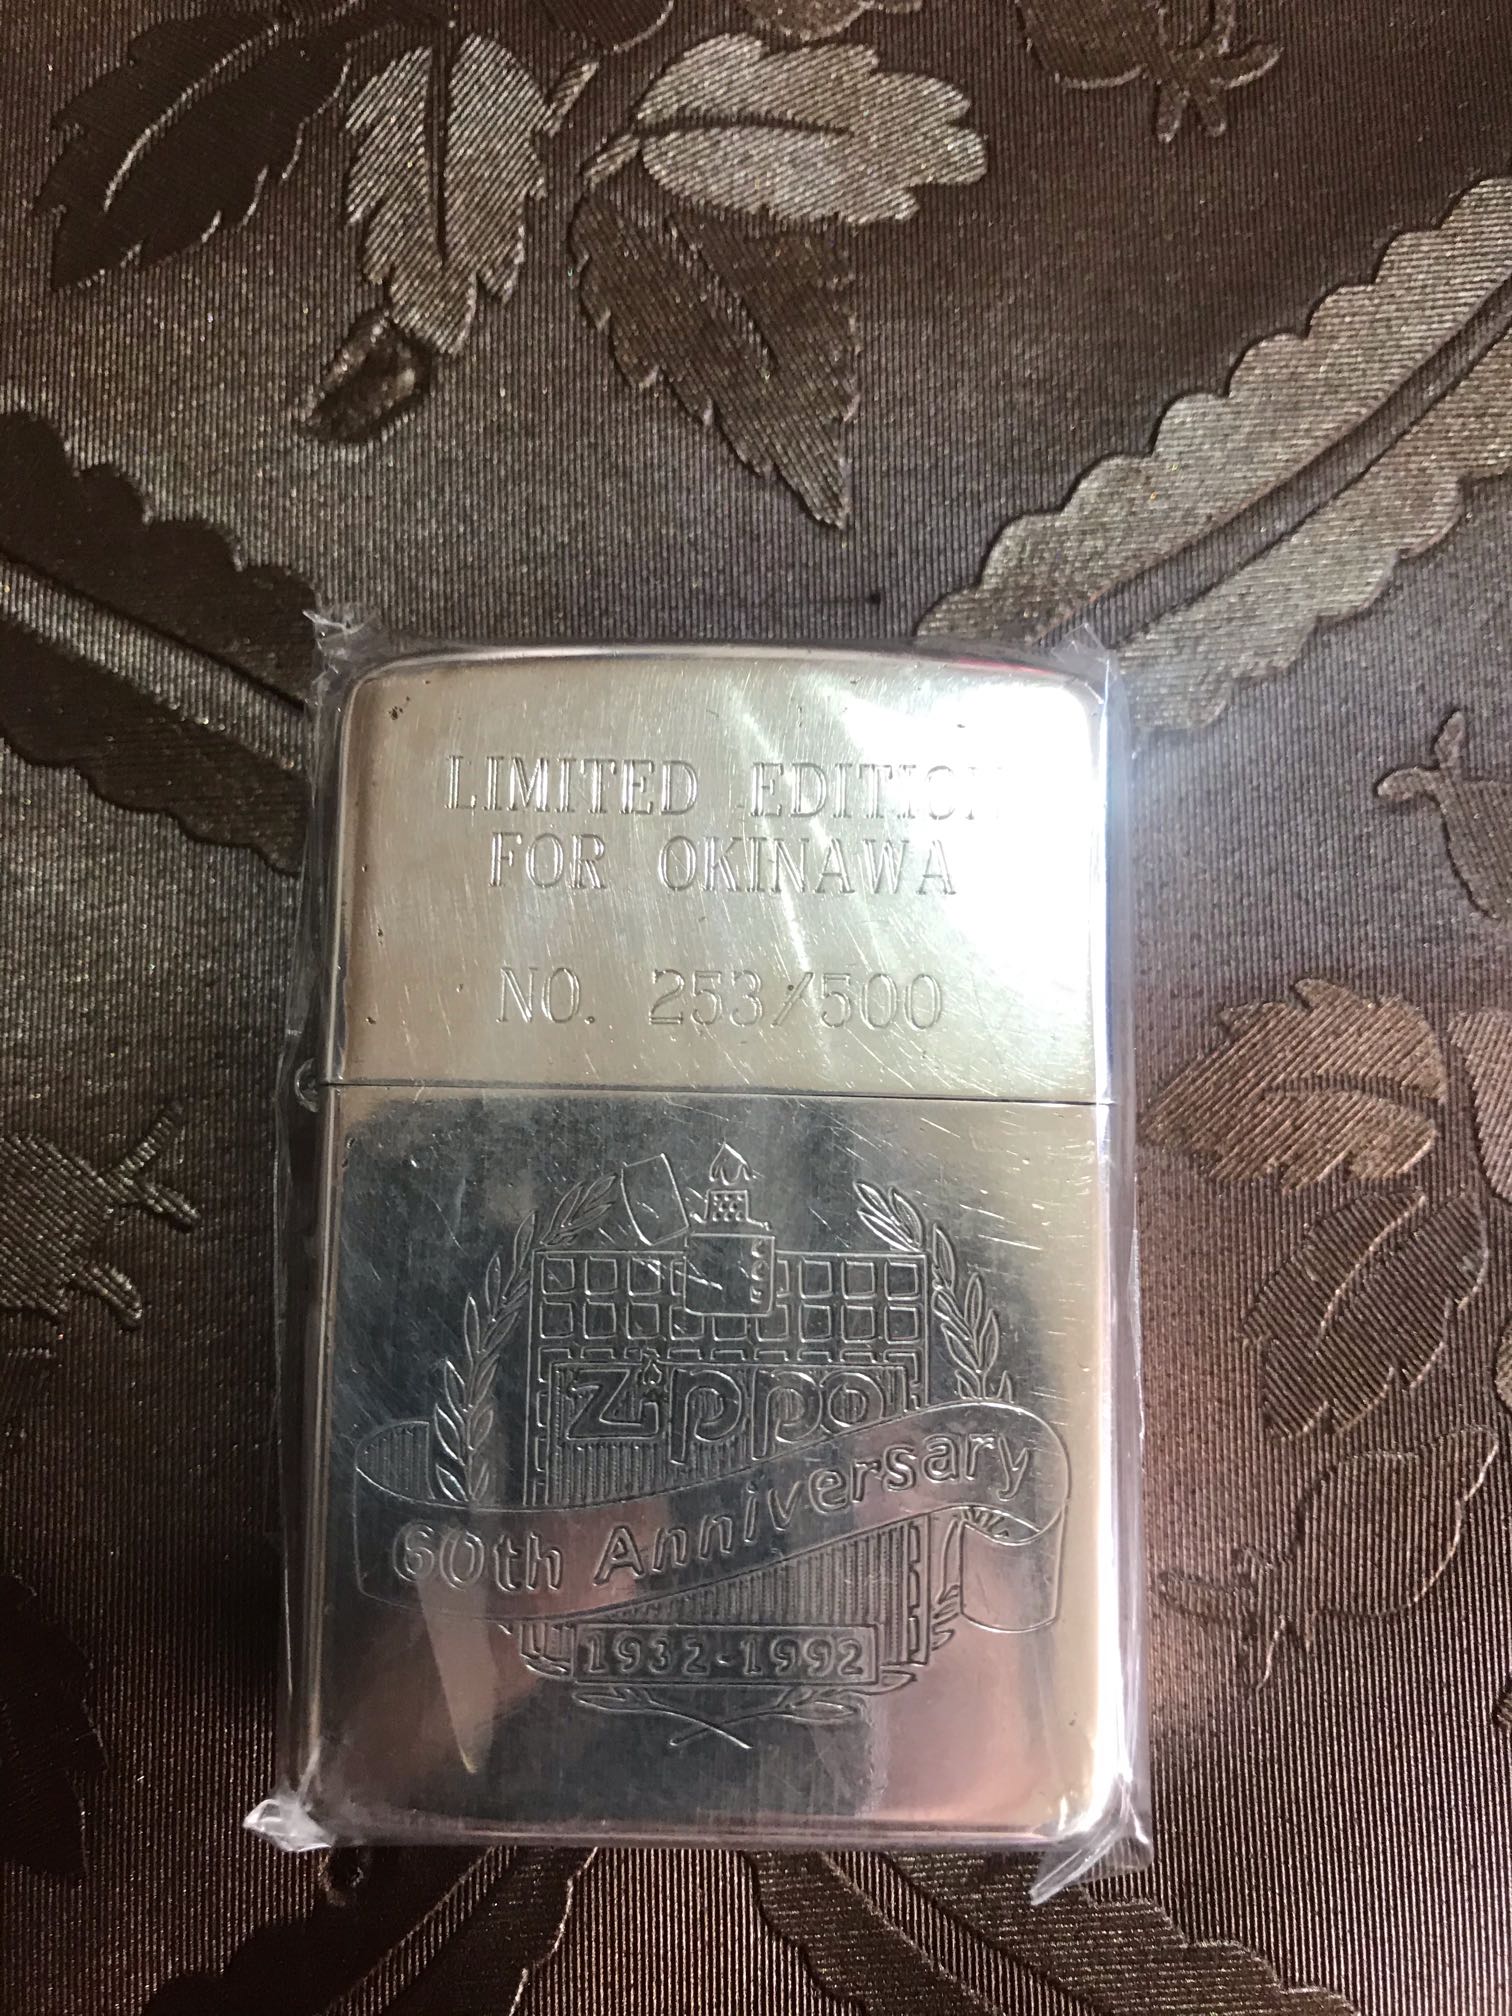 LIMITED EDITION
FOR OKINAWA
NO. 253/500
Zippo
60th Anniversary
1932-1992